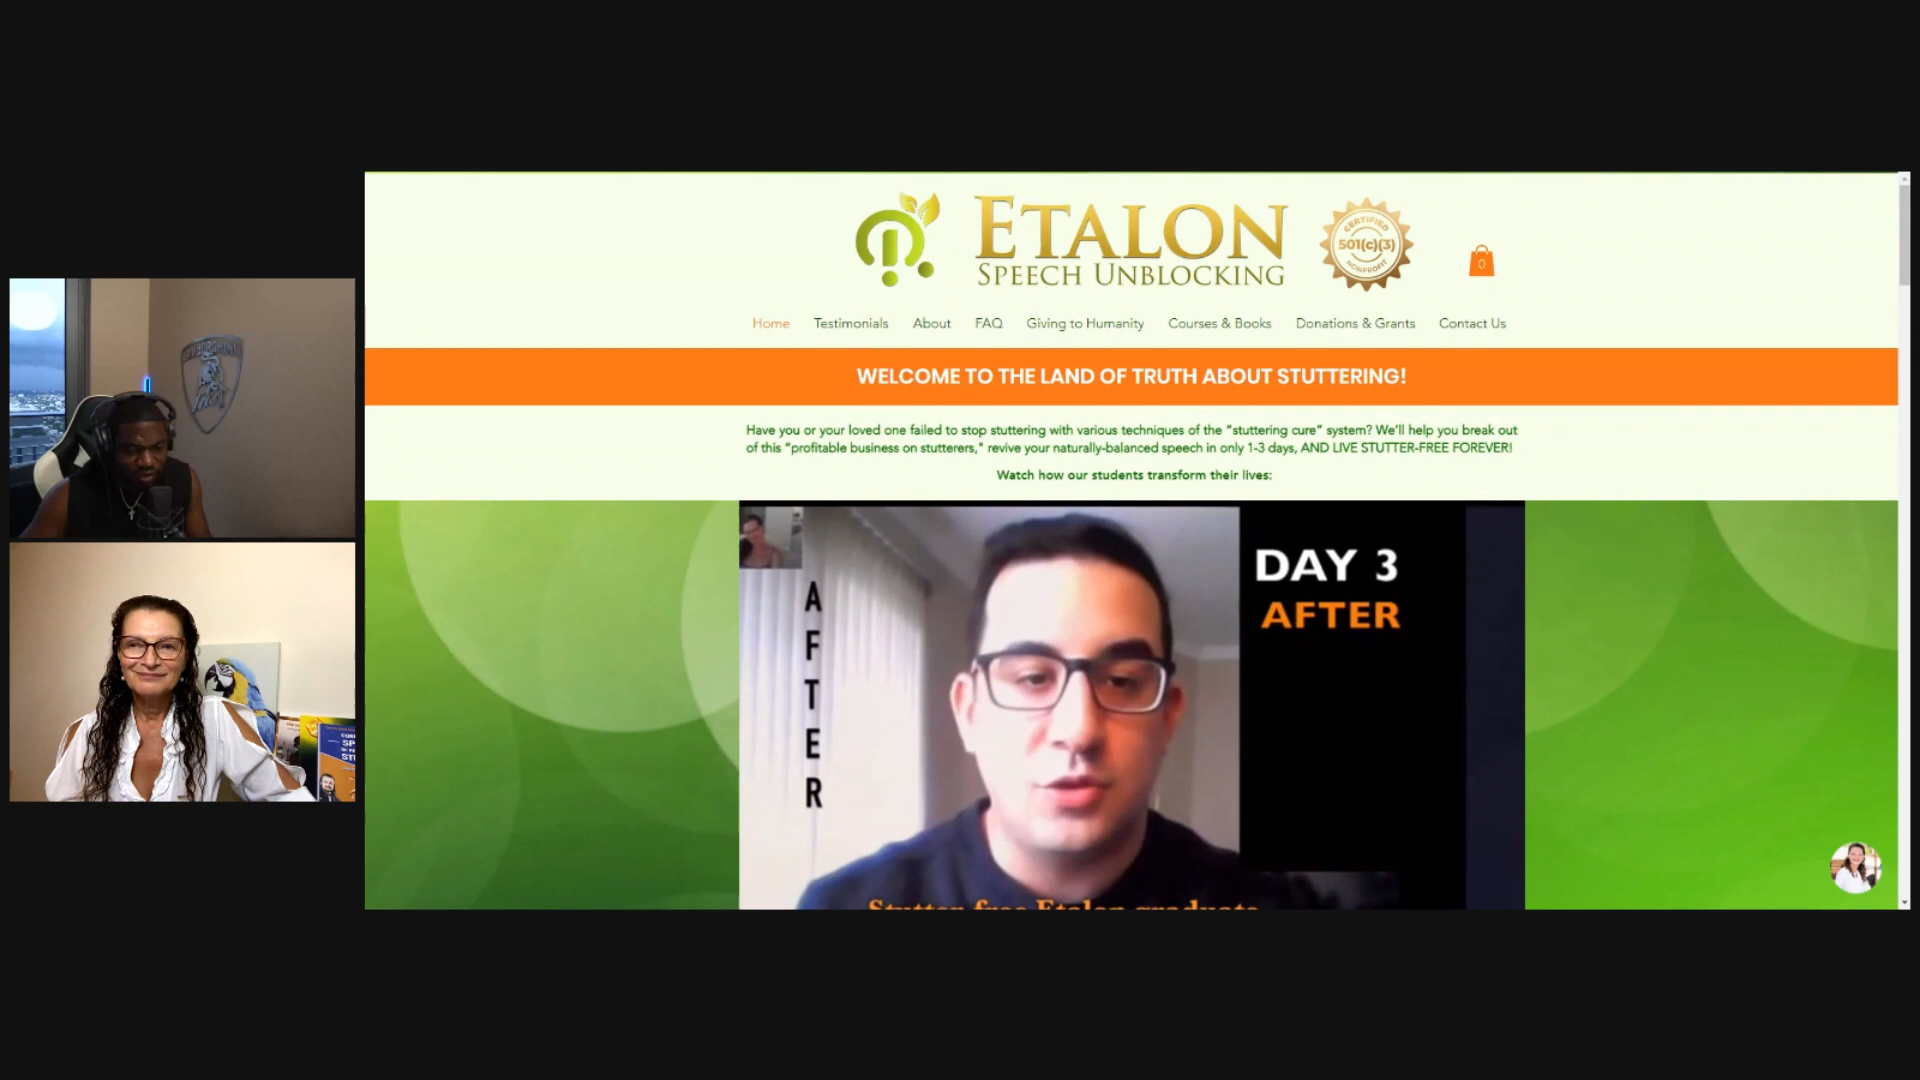 ETALON
SPEECH UNBLOCKING
CERTIFIED
501(c)(3)
NONPROFIT
0
Home Testimonials About FAQ Giving to Humanity Courses & Books Donations & Grants Contact Us
WELCOME TO THE LAND OF TRUTH ABOUT STUTTERING!
Have you or your loved one failed to stop stuttering with various techniques of the “stuttering cure” system? We’ll help you break out
of this “profitable business on stutterers,” revive your naturally-balanced speech in only 1-3 days, AND LIVE STUTTER-FREE FOREVER!
Watch how our students transform their lives:
AFTER
DAY 3
AFTER
Stutter-free Etalon graduate